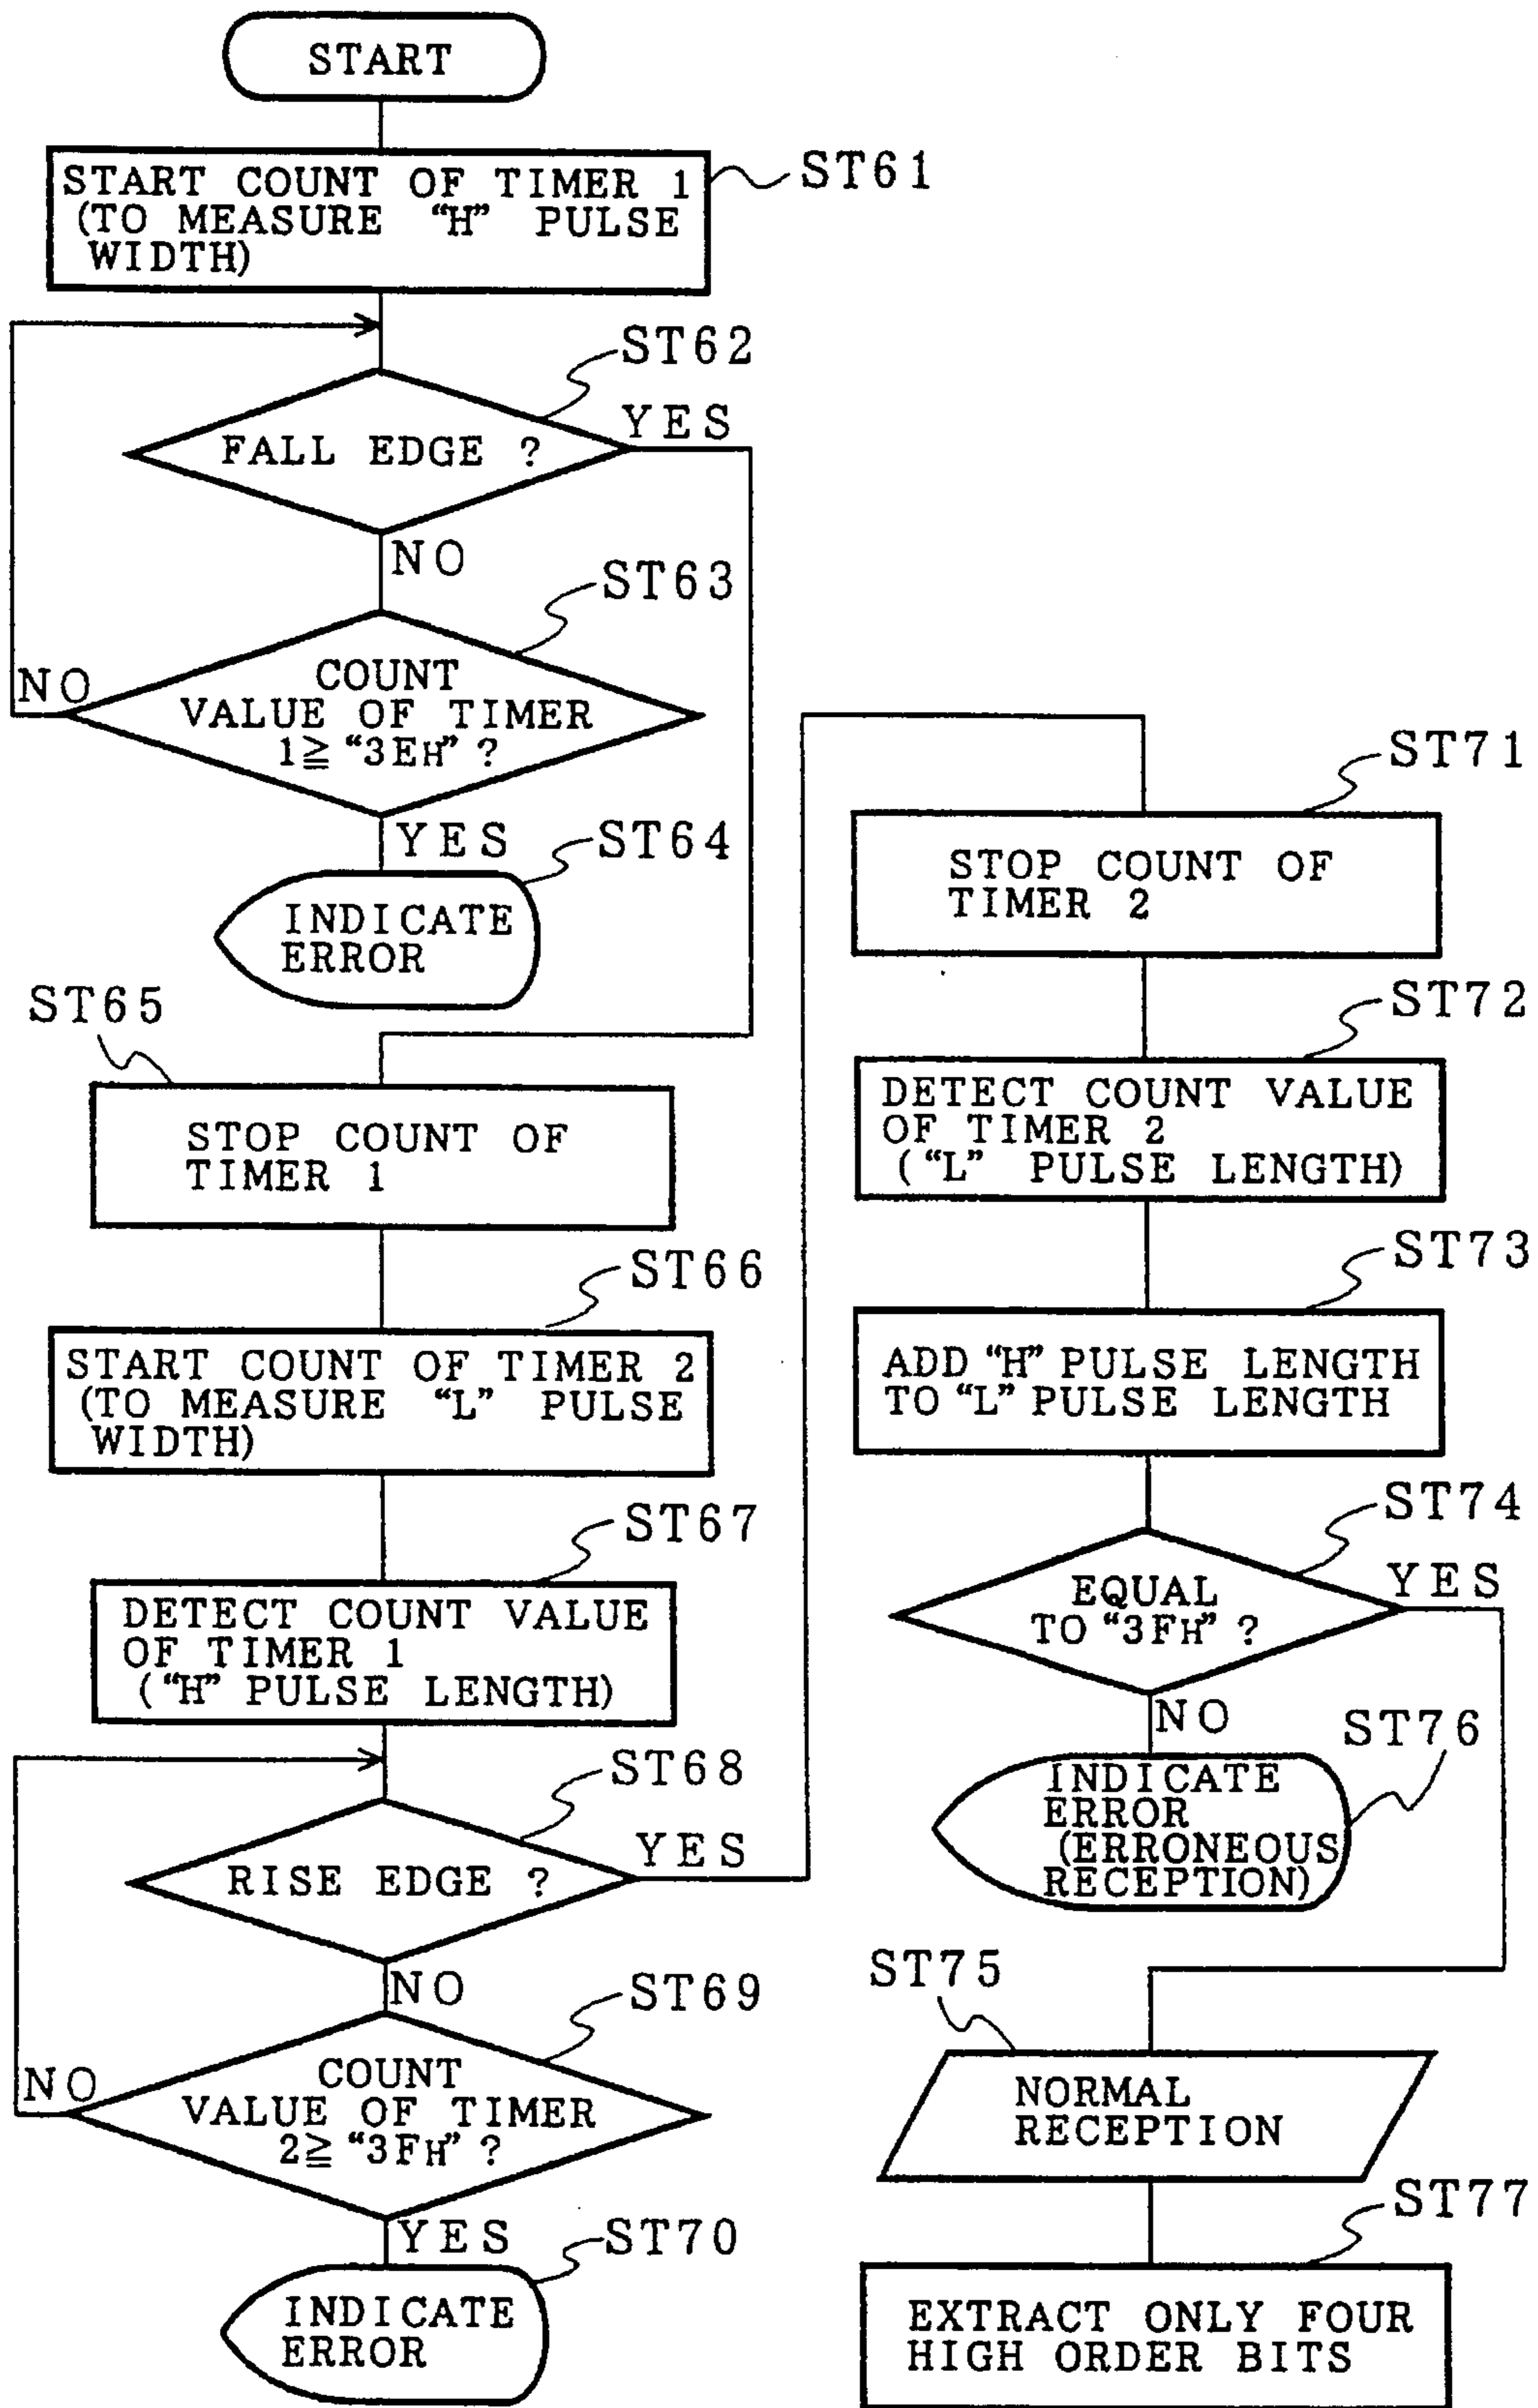 START
START COUNT OF TIMER 1
(TO MEASURE “H” PULSE
WIDTH)
ST61
ST62
FALL EDGE ?
YES
NO
ST63
COUNT
VALUE OF TIMER
1≧ “3EH” ?
NO
YES
ST64
INDICATE
ERROR
ST65
STOP COUNT OF
TIMER 1
ST66
START COUNT OF TIMER 2
(TO MEASURE “L” PULSE
WIDTH)
ST67
DETECT COUNT VALUE
OF TIMER 1
(“H” PULSE LENGTH)
ST68
RISE EDGE ?
YES
NO
ST69
COUNT
VALUE OF TIMER
2≧ “3FH” ?
NO
YES
ST70
INDICATE
ERROR
ST71
STOP COUNT OF
TIMER 2
ST72
DETECT COUNT VALUE
OF TIMER 2
(“L” PULSE LENGTH)
ST73
ADD “H” PULSE LENGTH
TO “L” PULSE LENGTH
ST74
EQUAL
TO “3FH” ?
YES
NO
ST76
INDICATE
ERROR
(ERRONEOUS
RECEPTION)
ST75
NORMAL
RECEPTION
ST77
EXTRACT ONLY FOUR
HIGH ORDER BITS